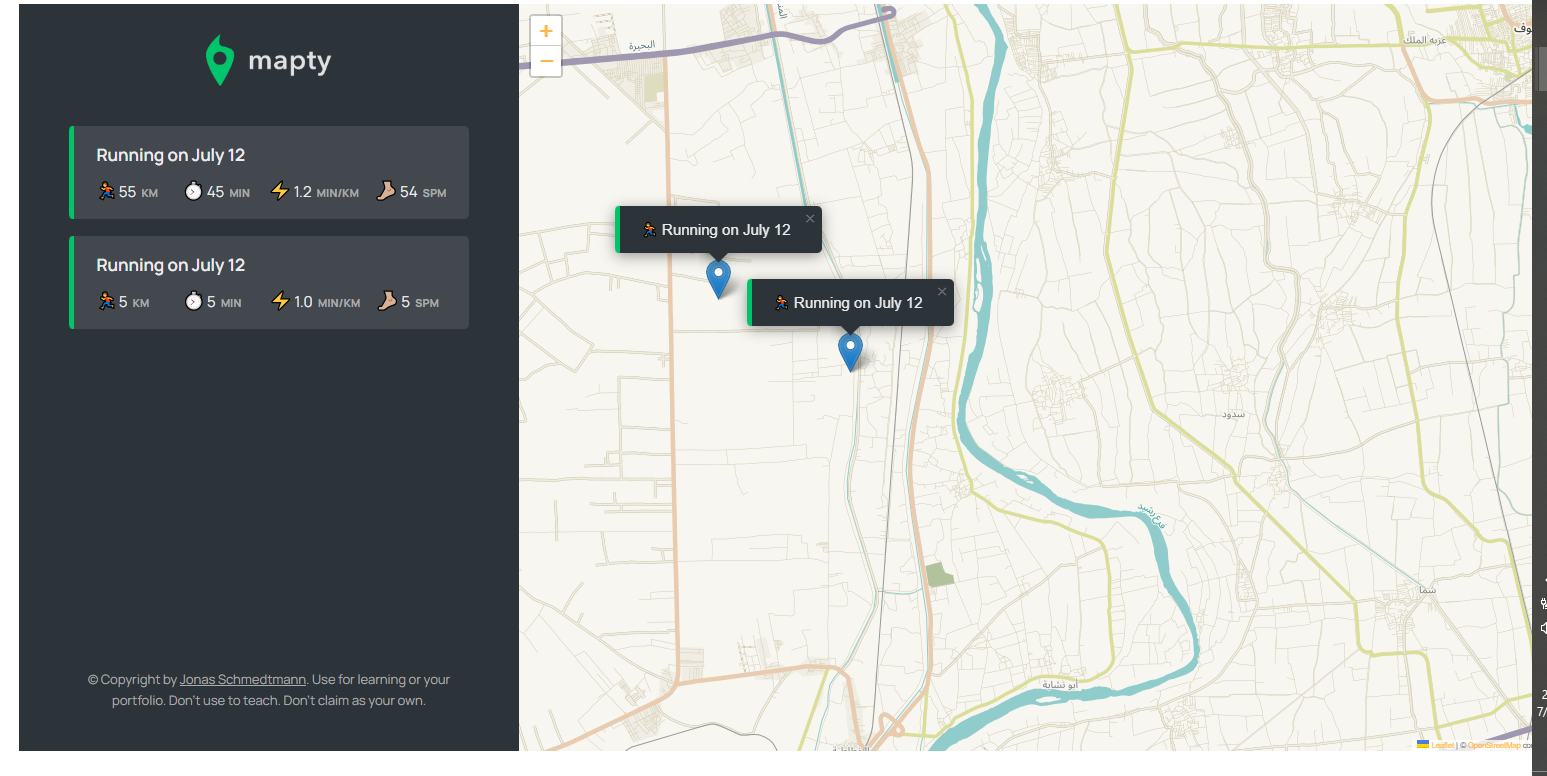 mapty
Running on July 12
55 KM 45 MIN 1.2 MIN/KM 54 SPM
Running on July 12
5 KM 5 MIN 1.0 MIN/KM 5 SPM
© Copyright by Jonas Schmedtmann. Use for learning or your
portfolio. Don't use to teach. Don't claim as your own.
+
−
البحيرة
عزبه الملك
× Running on July 12
× Running on July 12
سدود
فرع رشيد
شما
أبو نشابة
Leaflet | © OpenStreetMap